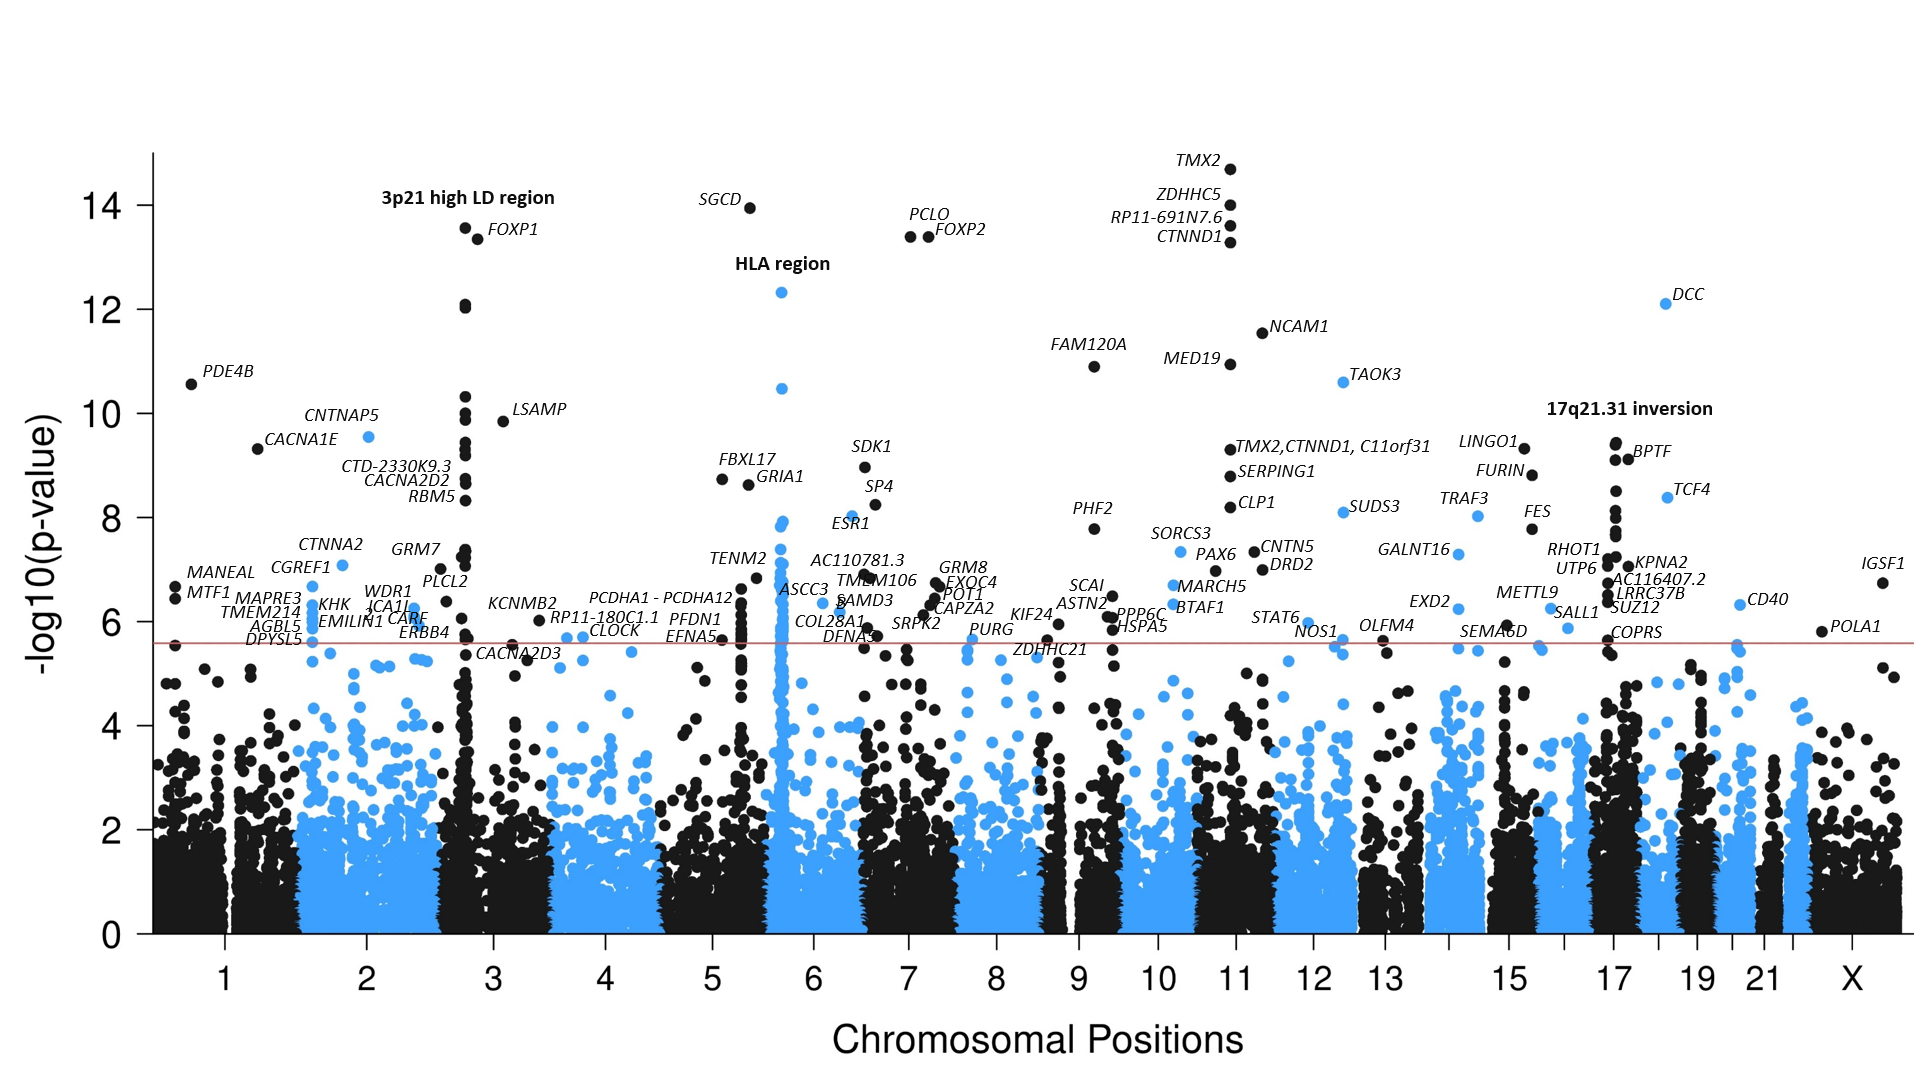 TMX2
14
3p21 high LD region
SGCD
ZDHHC5
PCLO
RP11-691N7.6
FOXP1
FOXP2
CTNND1
HLA region
12
DCC
NCAM1
FAM120A
MED19
PDE4B
TAOK3
10
LSAMP
17q21.31 inversion
CNTNAP5
CACNA1E
SDK1
TMX2,CTNND1, C11orf31
LINGO1
BPTF
CTD-2330K9.3
FBXL17
CACNA2D2
GRIA1
SERPING1
FURIN
RBM5
SP4
TCF4
8
ESR1
PHF2
CLP1
SUDS3
TRAF3
FES
CTNNA2
GRM7
SORCS3
CNTN5
GALNT16
RHOT1
CGREF1
TENM2
AC110781.3
PAX6
DRD2
UTP6
KPNA2
IGSF1
MANEAL
PLCL2
TMEM106
B
GRM8
EXOC4
MTF1
WDR1
ASCC3
SCAI
MARCH5
METTL9
AC116407.2
LRRC37B
MAPRE3
KHK
ICA1L
KCNMB2
PCDHA1 - PCDHA12
SAMD3
POT1
CAPZA2
ASTN2
BTAF1
EXD2
SUZ12
CD40
6
TMEM214
EMILIN1
CARF
RP11-180C1.1
PFDN1
COL28A1
SRPK2
KIF24
PPP6C
STAT6
SALL1
AGBL5
ERBB4
CLOCK
EFNA5
DFNA5
PURG
HSPA5
NOS1
OLFM4
SEMA6D
COPRS
POLA1
DPYSL5
CACNA2D3
ZDHHC21
4
2
0
-log10(p-value)
1 2 3 4 5 6 7 8 9 10 11 12 13 15 17 19 21 X
Chromosomal Positions